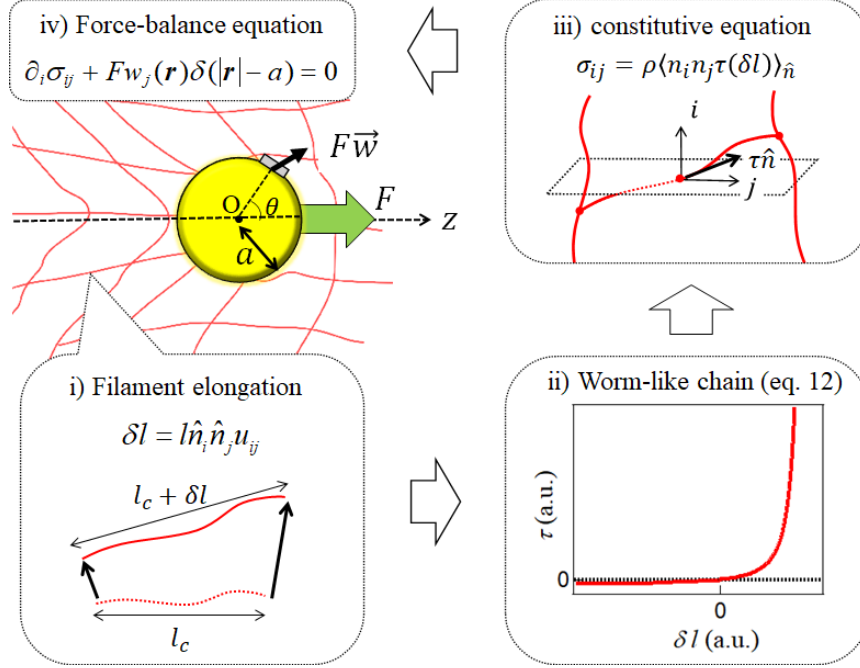 iv) Force-balance equation
∂ᵢσᵢⱼ + Fwⱼ(𝒓)δ(|𝒓| − a) = 0
F𝑤⃗
F
O
θ
a
z
iii) constitutive equation
σᵢⱼ = ρ⟨nᵢnⱼτ(δl)⟩ₙ̂
i
τn̂
j
i) Filament elongation
δl = ln̂ᵢn̂ⱼuᵢⱼ
l_c + δl
l_c
ii) Worm-like chain (eq. 12)
τ (a.u.)
0
0
δ l (a.u.)